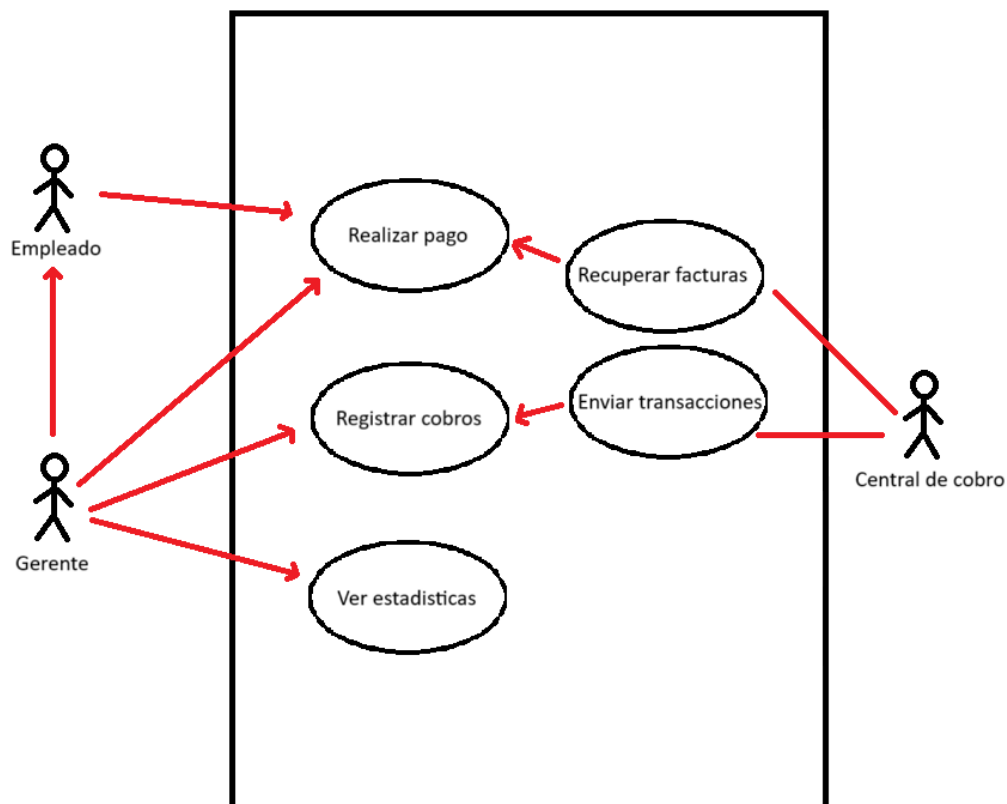 Empleado
Realizar pago
Recuperar facturas
Registrar cobros
Enviar transacciones
Central de cobro
Gerente
Ver estadisticas